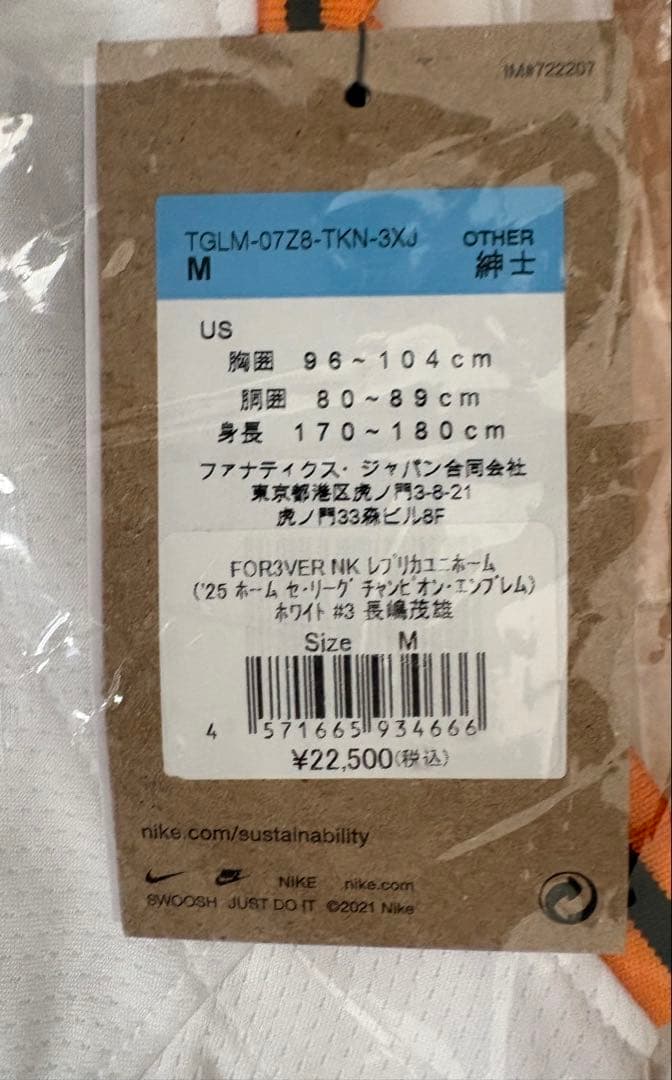 IM#722207
TGLM-07Z8-TKN-3XJ OTHER
M 紳士
US
胸囲 96~104cm
胴囲 80~89cm
身長 170~180cm
ファナティクス・ジャパン合同会社
東京都港区虎ノ門3-8-21
虎ノ門33森ビル8F
FOR3VER NK レプリカユニホーム
('25 ホーム セ・リーグ チャンピオン・エンブレム)
ホワイト #3 長嶋茂雄
Size M
4 571665 934666
¥22,500(税込)
nike.com/sustainability
NIKE nike.com
SWOOSH JUST DO IT ©2021 Nike